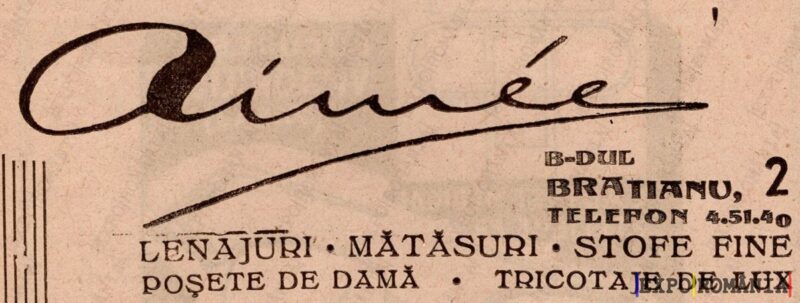 Aimée
B-DUL
BRATIANU, 2
TELEFON 4.51.40
LENAJURI · MĂTĂSURI · STOFE FINE
POȘETE DE DAMĂ · TRICOTAJE DE LUX
EXPO ROMANIA